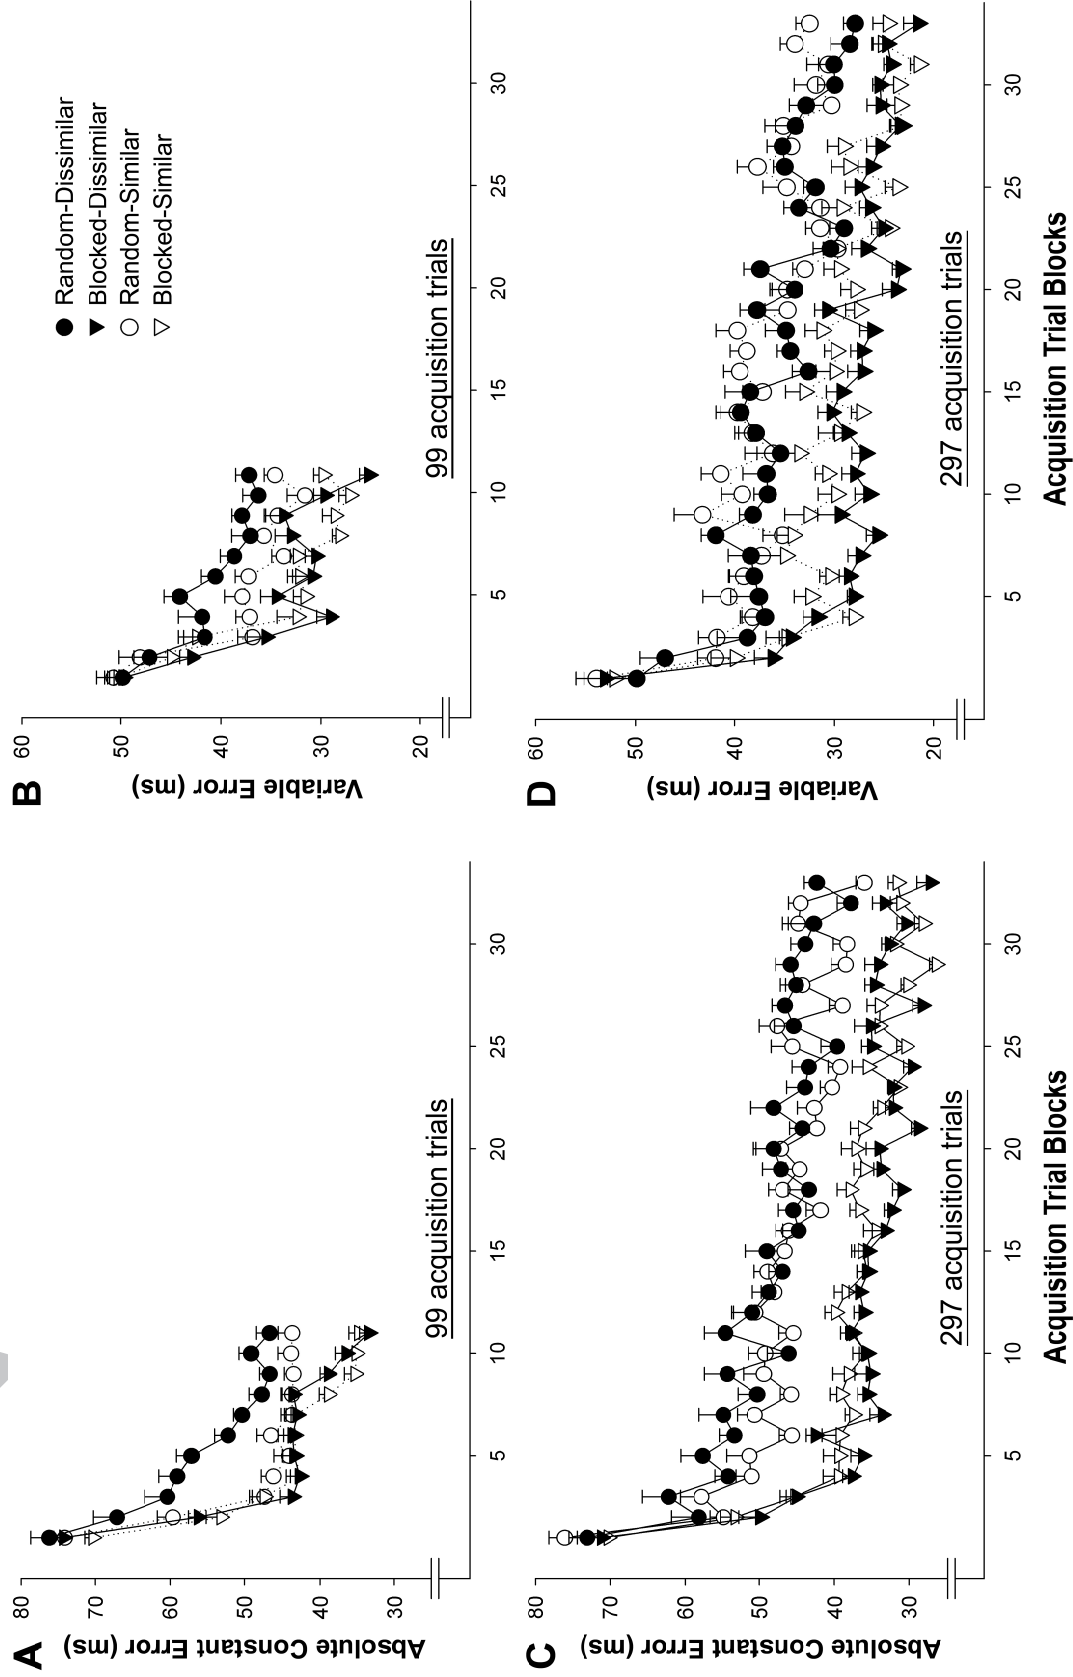 A
Absolute Constant Error (ms)
80
70
60
50
40
30
5
10
15
20
25
30
99 acquisition trials
B
Variable Error (ms)
60
50
40
30
20
5
10
15
20
25
30
99 acquisition trials
Random-Dissimilar
Blocked-Dissimilar
Random-Similar
Blocked-Similar
C
Absolute Constant Error (ms)
80
70
60
50
40
30
5
10
15
20
25
30
297 acquisition trials
Acquisition Trial Blocks
D
Variable Error (ms)
60
50
40
30
20
5
10
15
20
25
30
297 acquisition trials
Acquisition Trial Blocks